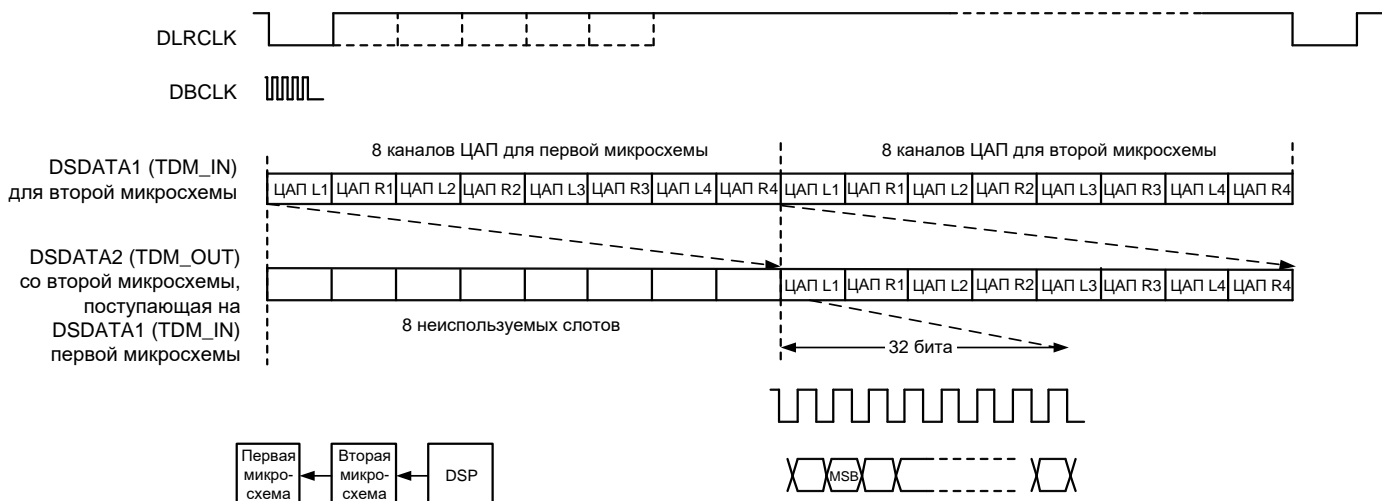 DLRCLK
DBCLK
8 каналов ЦАП для первой микросхемы
8 каналов ЦАП для второй микросхемы
DSDATA1 (TDM_IN)
для второй микросхемы
ЦАП L1 ЦАП R1 ЦАП L2 ЦАП R2 ЦАП L3 ЦАП R3 ЦАП L4 ЦАП R4 ЦАП L1 ЦАП R1 ЦАП L2 ЦАП R2 ЦАП L3 ЦАП R3 ЦАП L4 ЦАП R4
DSDATA2 (TDM_OUT)
со второй микросхемы,
поступающая на
DSDATA1 (TDM_IN)
первой микросхемы
ЦАП L1 ЦАП R1 ЦАП L2 ЦАП R2 ЦАП L3 ЦАП R3 ЦАП L4 ЦАП R4
8 неиспользуемых слотов
32 бита
Первая
микро-
схема
Вторая
микро-
схема
DSP
MSB